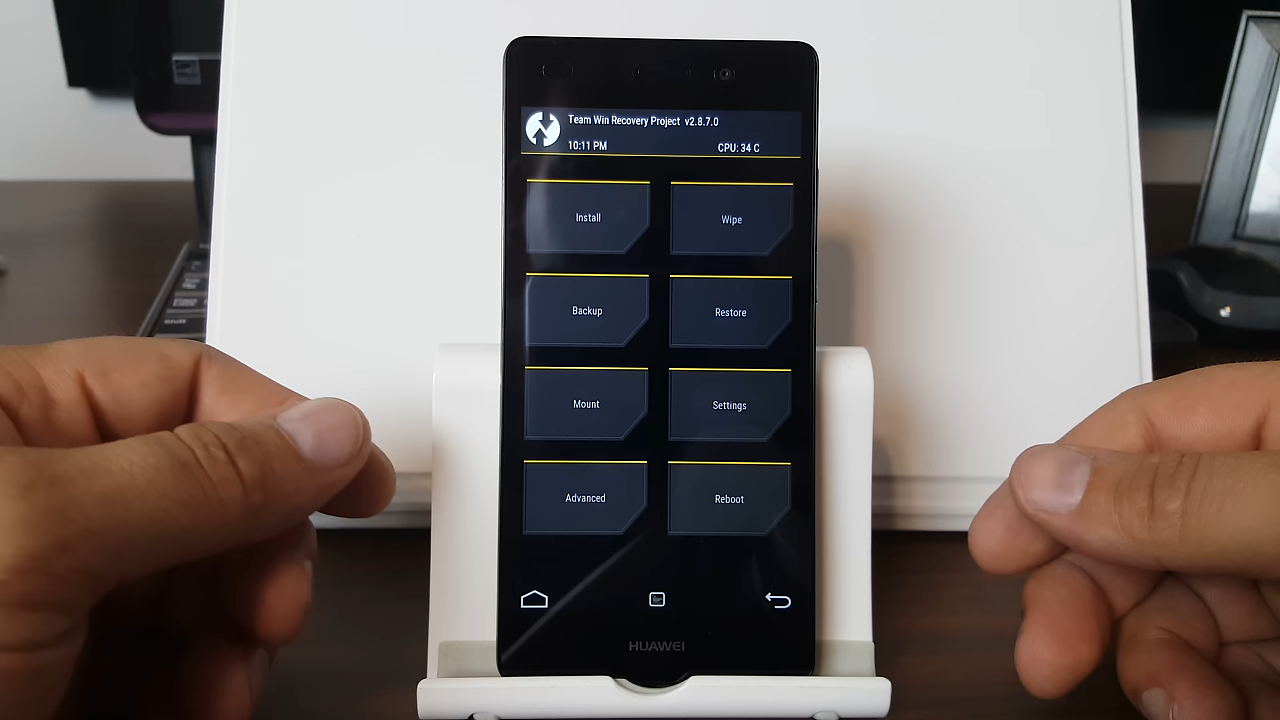 Team Win Recovery Project v2.8.7.0
10:11 PM CPU: 34 C
Install Wipe
Backup Restore
Mount Settings
Advanced Reboot
HUAWEI